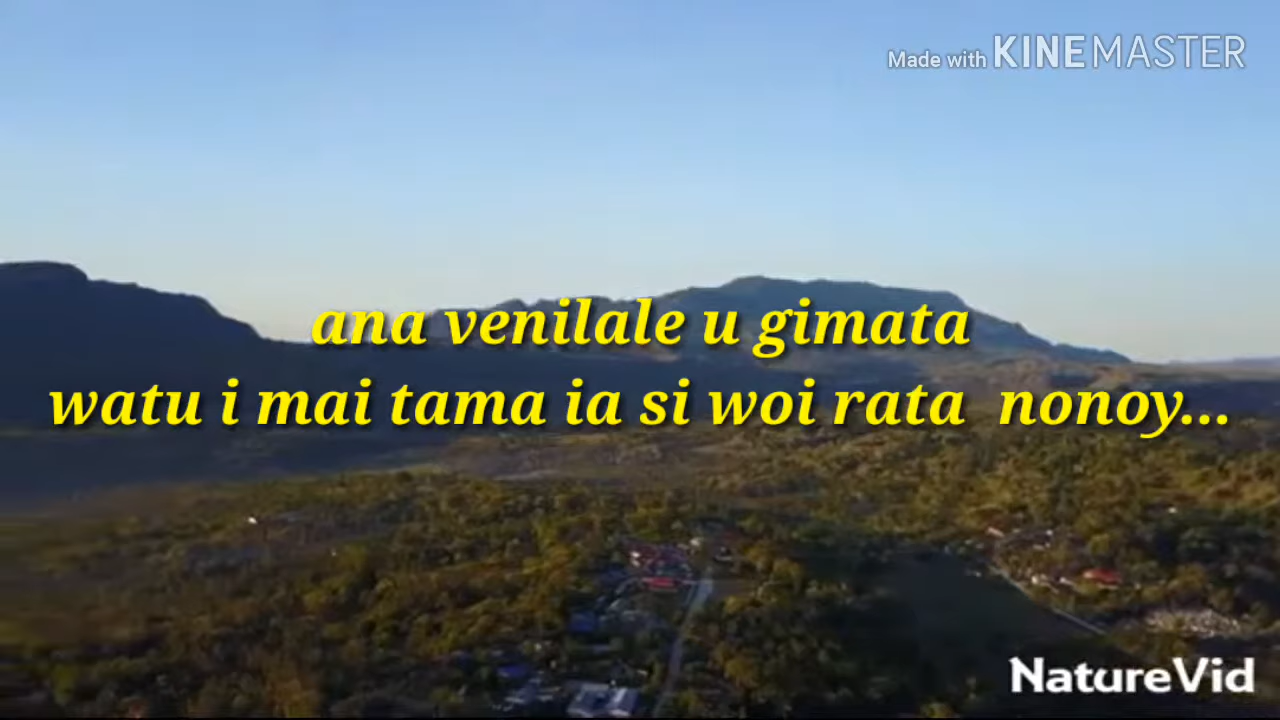 Made with KINEMASTER
ana venilale u gimata
watu i mai tama ia si woi rata nonoy...
NatureVid